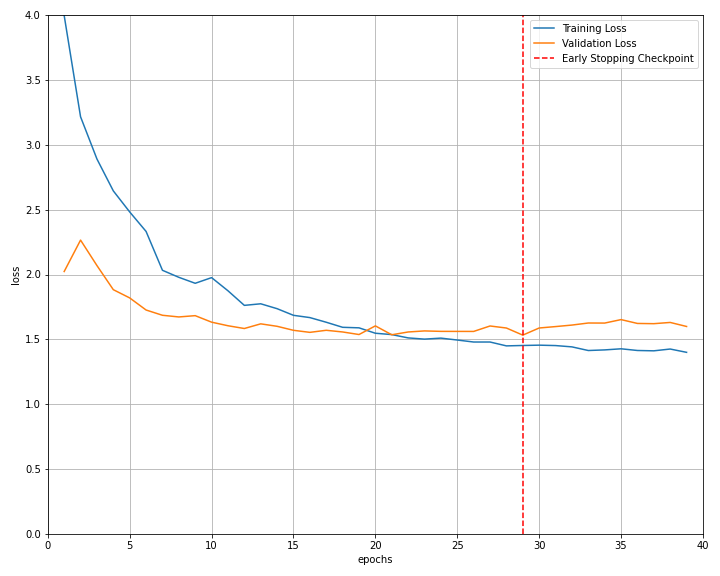 4.0
3.5
3.0
2.5
2.0
1.5
1.0
0.5
0.0
loss
0 5 10 15 20 25 30 35 40
epochs
Training Loss
Validation Loss
Early Stopping Checkpoint